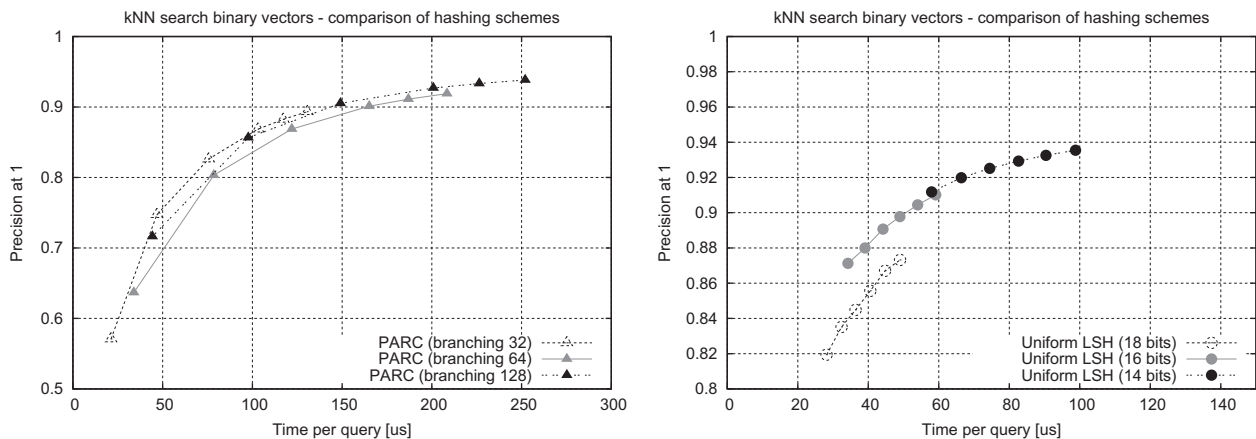 kNN search binary vectors - comparison of hashing schemes
Precision at 1
1
0.9
0.8
0.7
0.6
0.5
PARC (branching 32)
PARC (branching 64)
PARC (branching 128)
0
50
100
150
200
250
300
Time per query [us]
kNN search binary vectors - comparison of hashing schemes
Precision at 1
1
0.98
0.96
0.94
0.92
0.9
0.88
0.86
0.84
0.82
0.8
Uniform LSH (18 bits)
Uniform LSH (16 bits)
Uniform LSH (14 bits)
0
20
40
60
80
100
120
140
Time per query [us]